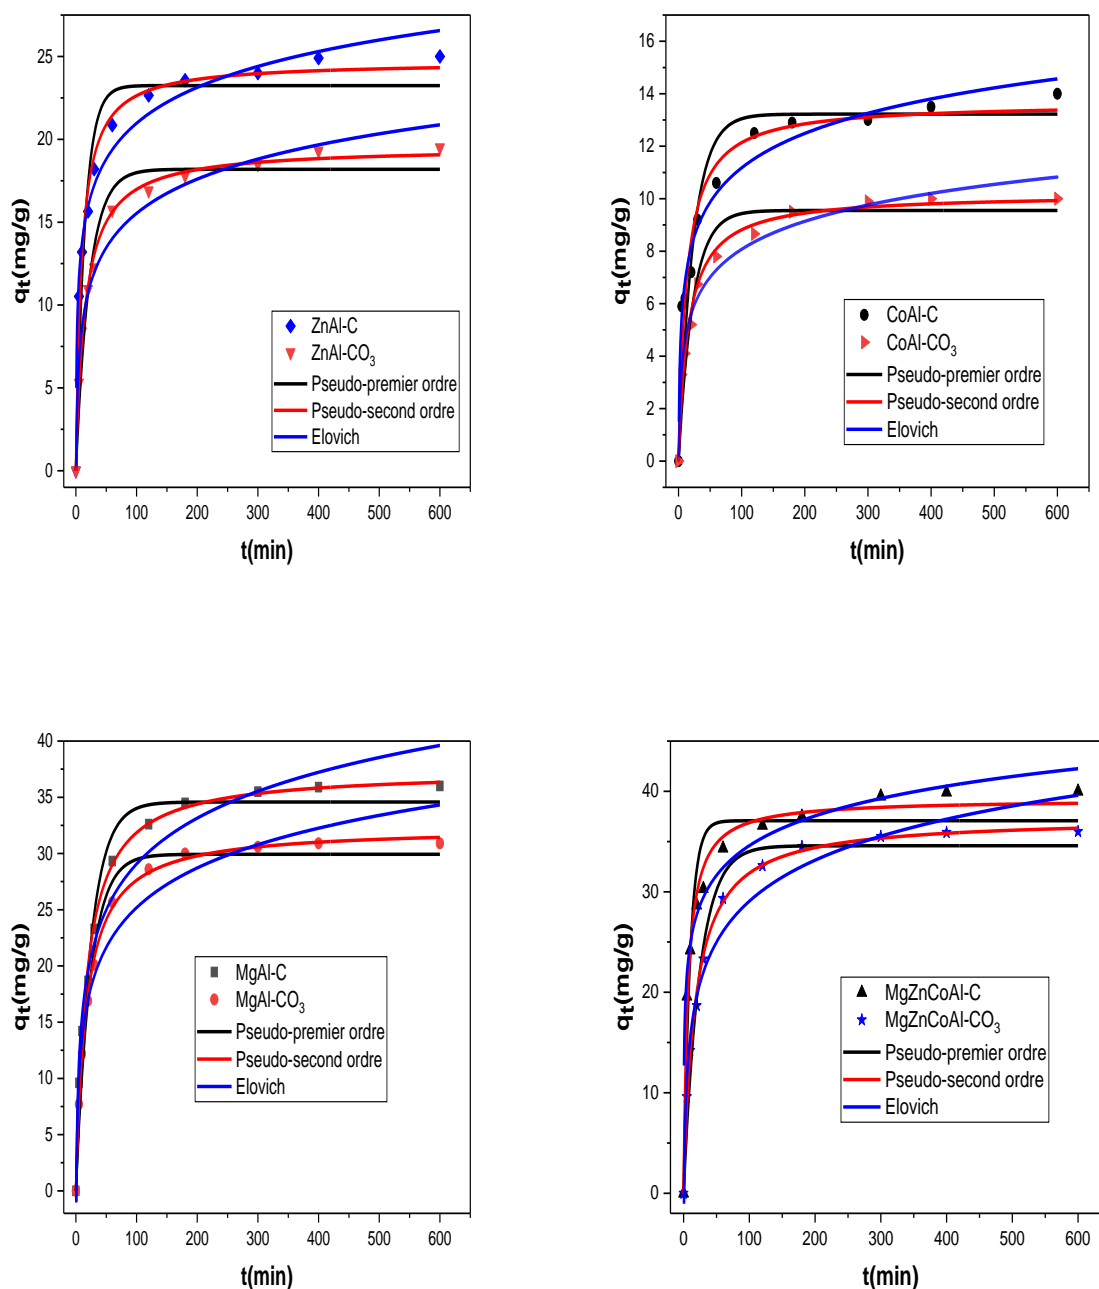 25
20
15
10
5
0
qt(mg/g)
ZnAl-C
ZnAl-CO3
Pseudo-premier ordre
Pseudo-second ordre
Elovich
0 100 200 300 400 500 600
t(min)
16
14
12
10
8
6
4
2
0
qt(mg/g)
CoAl-C
CoAl-CO3
Pseudo-premier ordre
Pseudo-second ordre
Elovich
0 100 200 300 400 500 600
t(min)
40
35
30
25
20
15
10
5
0
qt(mg/g)
MgAl-C
MgAl-CO3
Pseudo-premier ordre
Pseudo-second ordre
Elovich
0 100 200 300 400 500 600
t(min)
40
30
20
10
0
qt(mg/g)
MgZnCoAl-C
MgZnCoAl-CO3
Pseudo-premier ordre
Pseudo-second ordre
Elovich
0 100 200 300 400 500 600
t(min)